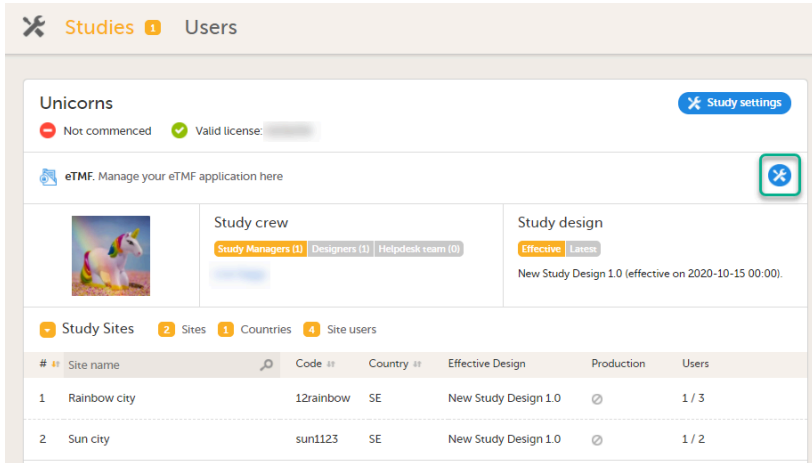 Studies 1 Users
Unicorns
Study settings
Not commenced Valid license:
eTMF. Manage your eTMF application here
Study crew
Study Managers (1) Designers (1) Helpdesk team (0)
Study design
Effective Latest
New Study Design 1.0 (effective on 2020-10-15 00:00).
Study Sites 2 Sites 1 Countries 4 Site users
# Site name Code Country Effective Design Production Users
1 Rainbow city 12rainbow SE New Study Design 1.0 1 / 3
2 Sun city sun1123 SE New Study Design 1.0 1 / 2